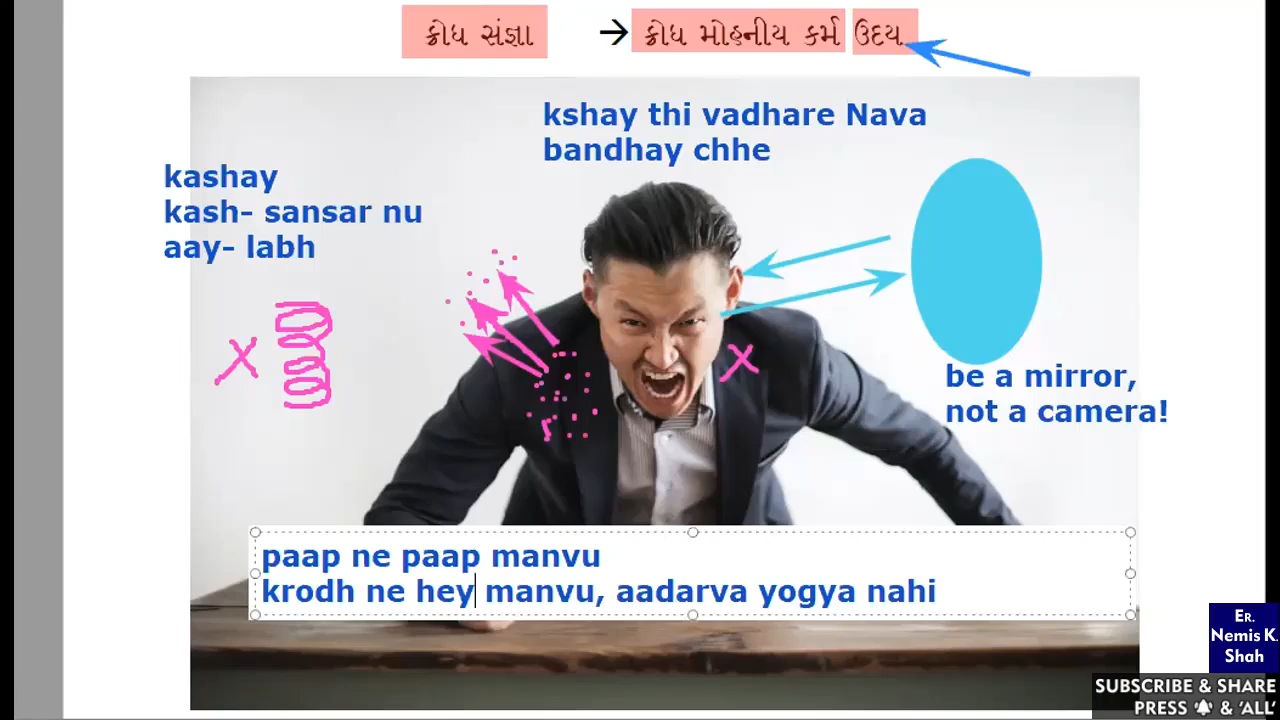 ક્રોધ સંજ્ઞા → ક્રોધ મોહનીય કર્મ ઉદય
kshay thi vadhare Nava
bandhay chhe
kashay
kash- sansar nu
aay- labh
be a mirror,
not a camera!
paap ne paap manvu
krodh ne hey manvu, aadarva yogya nahi
ER.
Nemis K.
Shah
SUBSCRIBE & SHARE
PRESS & 'ALL'